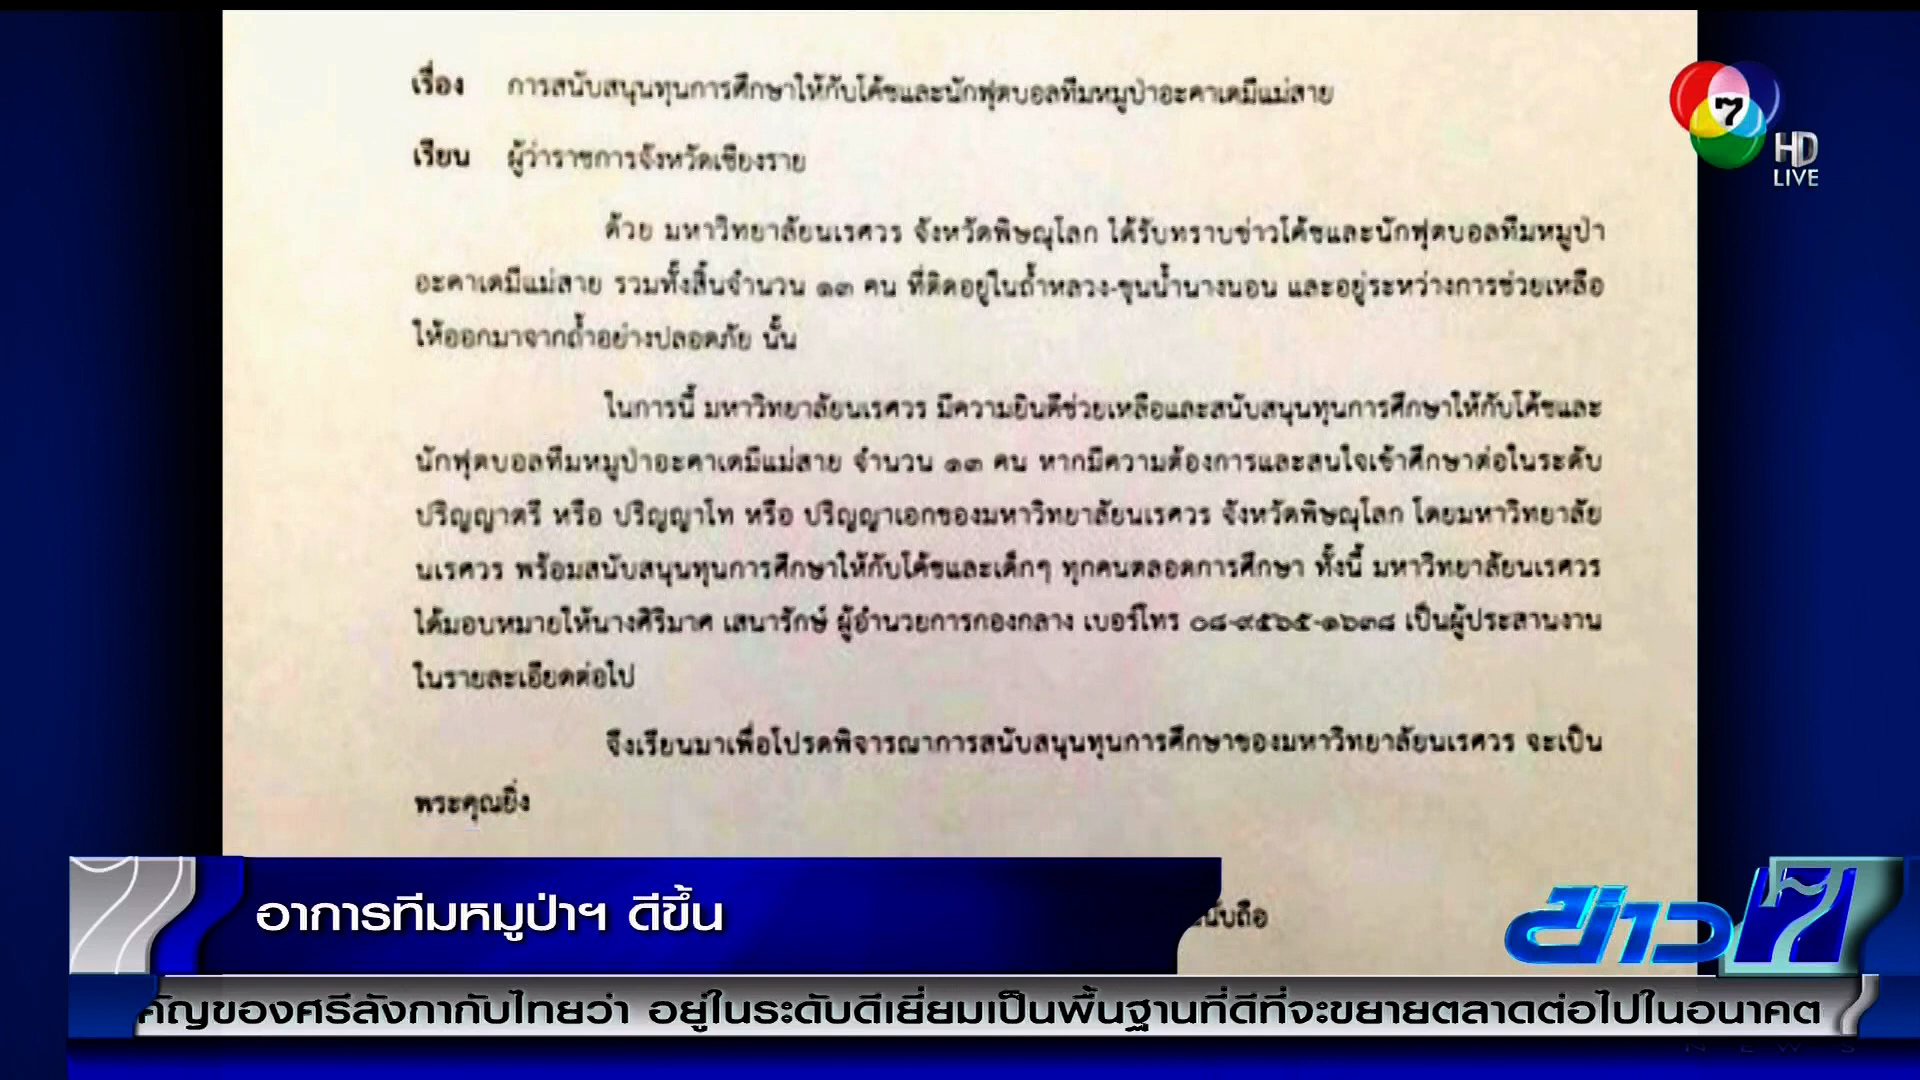 เรื่อง การสนับสนุนทุนการศึกษาให้กับโค้ชและนักฟุตบอลทีมหมูป่าอะคาเดมีแม่สาย
เรียน ผู้ว่าราชการจังหวัดเชียงราย
ด้วย มหาวิทยาลัยนเรศวร จังหวัดพิษณุโลก ได้รับทราบข่าวโค้ชและนักฟุตบอลทีมหมูป่า
อะคาเดมีแม่สาย รวมทั้งสิ้นจำนวน ๑๓ คน ที่ติดอยู่ในถ้ำหลวง-ขุนน้ำนางนอน และอยู่ระหว่างการช่วยเหลือ
ให้ออกมาจากถ้ำอย่างปลอดภัย นั้น
ในการนี้ มหาวิทยาลัยนเรศวร มีความยินดีช่วยเหลือและสนับสนุนทุนการศึกษาให้กับโค้ชและ
นักฟุตบอลทีมหมูป่าอะคาเดมีแม่สาย จำนวน ๑๓ คน หากมีความต้องการและสนใจเข้าศึกษาต่อในระดับ
ปริญญาตรี หรือ ปริญญาโท หรือ ปริญญาเอกของมหาวิทยาลัยนเรศวร จังหวัดพิษณุโลก โดยมหาวิทยาลัย
นเรศวร พร้อมสนับสนุนทุนการศึกษาให้กับโค้ชและเด็กๆ ทุกคนตลอดการศึกษา ทั้งนี้ มหาวิทยาลัยนเรศวร
ได้มอบหมายให้นางศิริมาศ เสนารักษ์ ผู้อำนวยการกองกลาง เบอร์โทร ๐๘-๙๕๖๕-๑๖๓๘ เป็นผู้ประสานงาน
ในรายละเอียดต่อไป
จึงเรียนมาเพื่อโปรดพิจารณาการสนับสนุนทุนการศึกษาของมหาวิทยาลัยนเรศวร จะเป็น
พระคุณยิ่ง
นับถือ
7 HD
LIVE
อาการทีมหมูป่าฯ ดีขึ้น
ข่าว 7
คัญของศรีลังกากับไทยว่า อยู่ในระดับดีเยี่ยมเป็นพื้นฐานที่ดีที่จะขยายตลาดต่อไปในอนาคต
NEWS